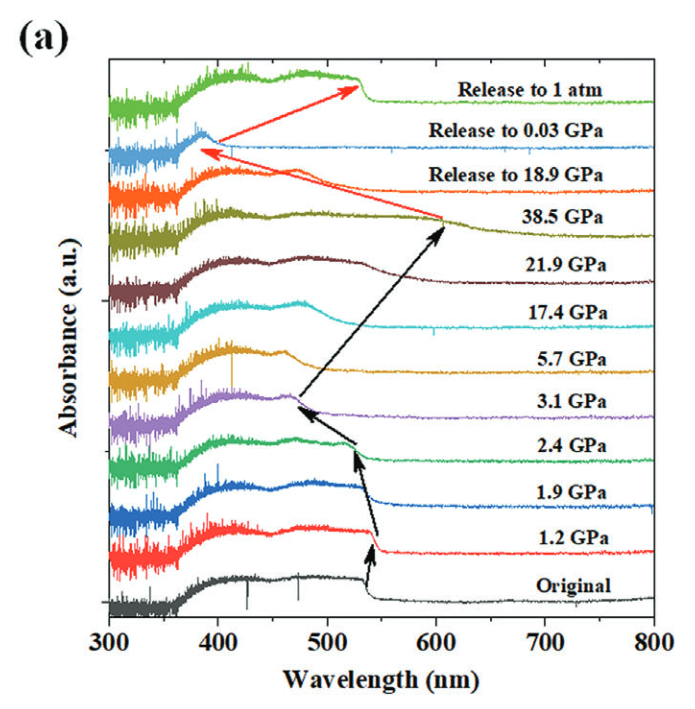 (a)
Release to 1 atm
Release to 0.03 GPa
Release to 18.9 GPa
38.5 GPa
21.9 GPa
17.4 GPa
5.7 GPa
3.1 GPa
2.4 GPa
1.9 GPa
1.2 GPa
Original
Absorbance (a.u.)
300 400 500 600 700 800
Wavelength (nm)